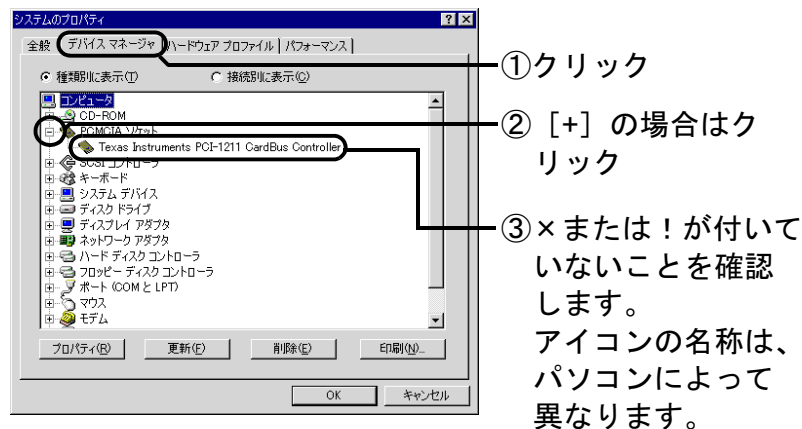 システムのプロパティ
全般
デバイス マネージャ
ハードウェア プロファイル
パフォーマンス
種類別に表示(T)
接続別に表示(C)
コンピュータ
CD-ROM
PCMCIA ソケット
Texas Instruments PCI-1211 CardBus Controller
SCSI コントローラ
キーボード
システム デバイス
ディスク ドライブ
ディスプレイ アダプタ
ネットワーク アダプタ
ハード ディスク コントローラ
フロッピー ディスク コントローラ
ポート (COM と LPT)
マウス
モデム
プロパティ(R)
更新(F)
削除(E)
印刷(N)...
OK
キャンセル
①クリック
②［+］の場合はク
リック
③×または！が付いて
いないことを確認
します。
アイコンの名称は、
パソコンによって
異なります。